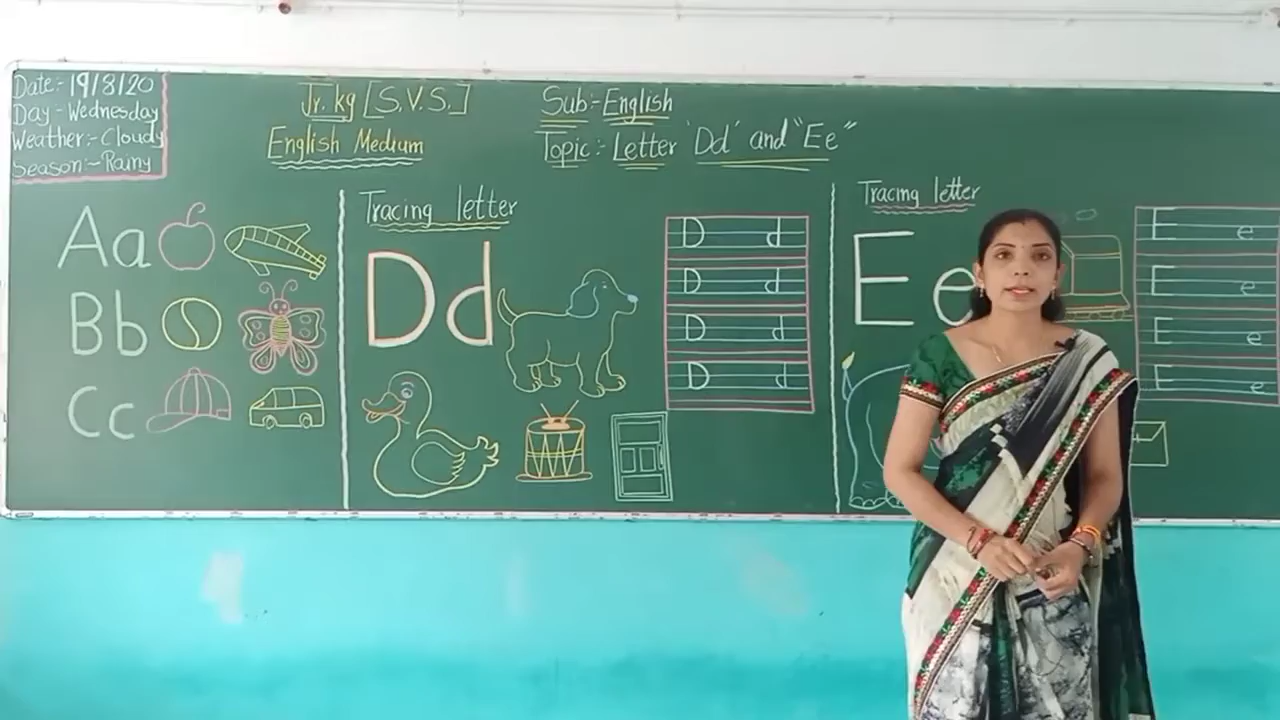 Date:- 19/8/20
Day - Wednesday
Weather:- Cloudy
Season:- Rainy
Jr. kg [S.V.S.]
English Medium
Sub:- English
Topic:- Letter 'Dd' and "Ee"
Aa
Bb
Cc
Tracing letter
Dd
D d
D d
D d
D d
Tracing letter
Ee
E e
E e
E e
E e